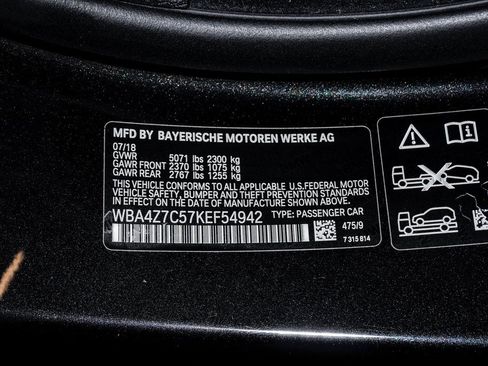 MFD BY BAYERISCHE MOTOREN WERKE AG
07/18
GVWR 5071 lbs 2300 kg
GAWR FRONT 2370 lbs 1075 kg
GAWR REAR 2767 lbs 1255 kg
THIS VEHICLE CONFORMS TO ALL APPLICABLE U.S. FEDERAL MOTOR
VEHICLE SAFETY, BUMPER, AND THEFT PREVENTION STANDARDS
IN EFFECT ON THE DATE OF MANUFACTURE SHOWN ABOVE.
WBA4Z7C57KEF54942 TYPE: PASSENGER CAR
475/9
7 315 814